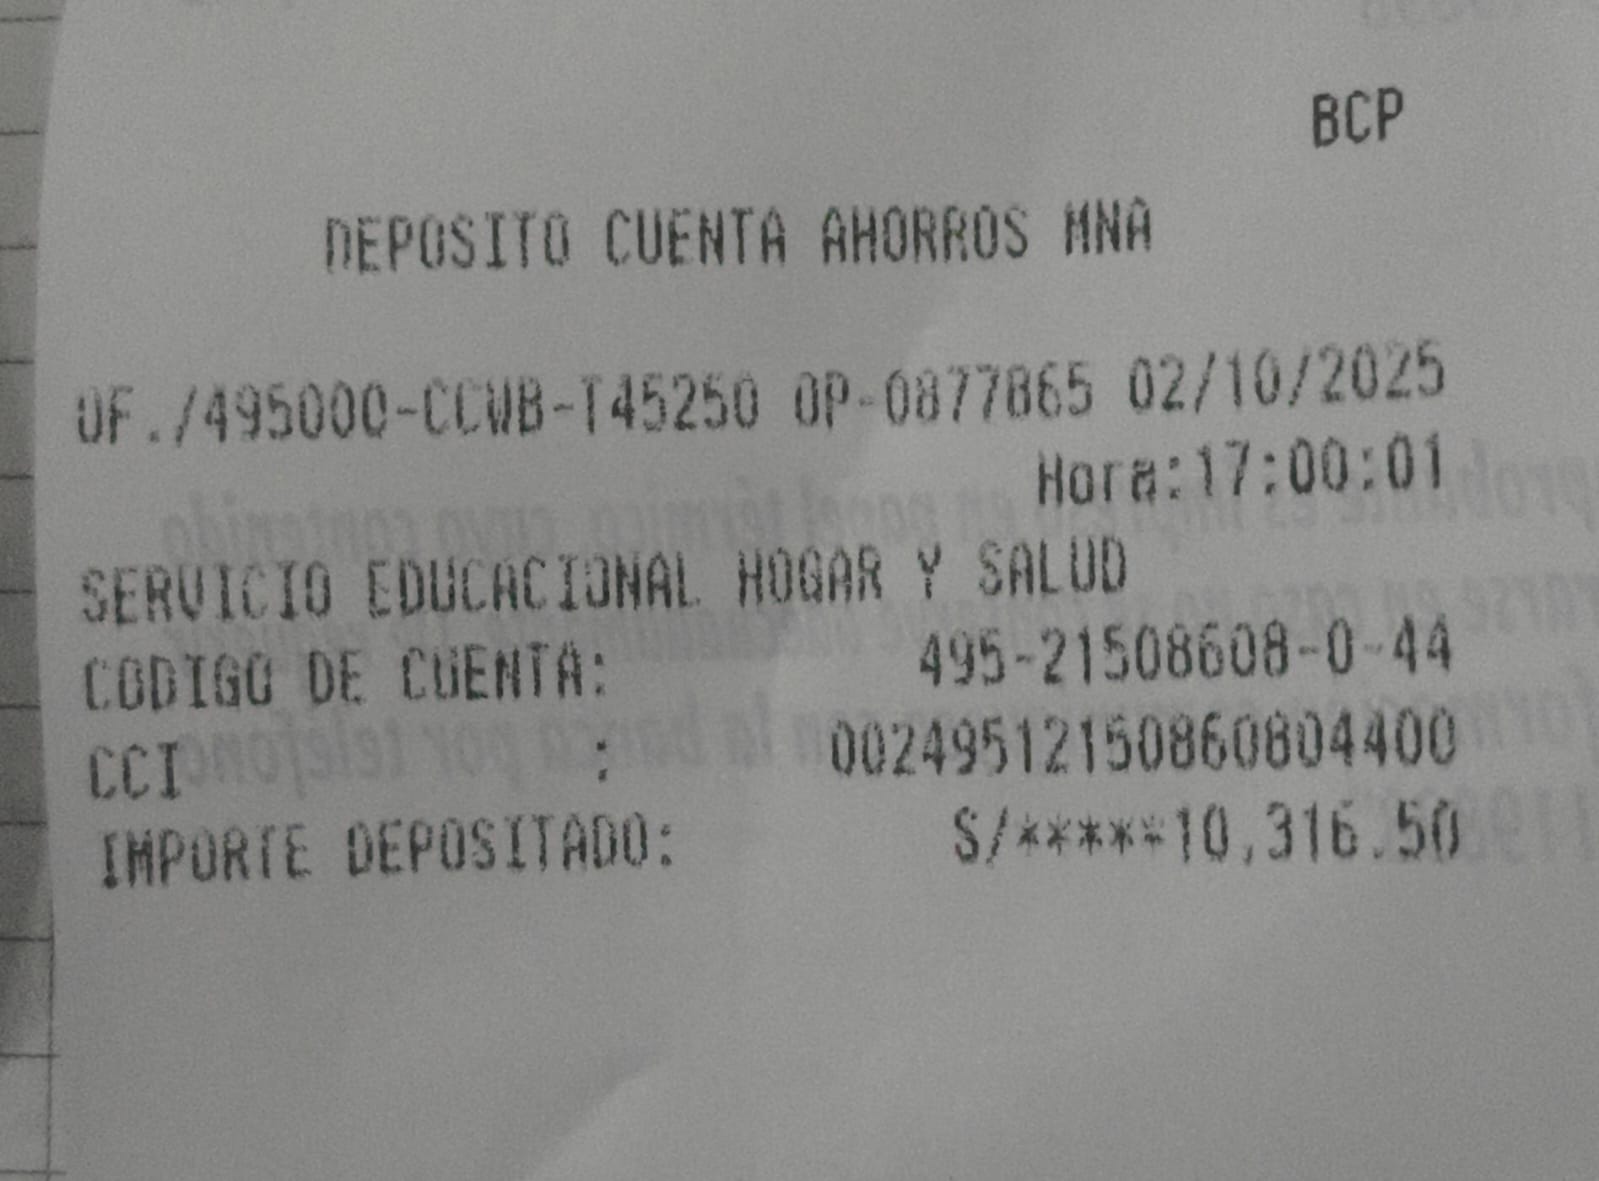 BCP
DEPOSITO CUENTA AHORROS MNA
OF./495000-CCWB-T45250 OP-0877865 02/10/2025
Hora:17:00:01
SERVICIO EDUCACIONAL HOGAR Y SALUD
CODIGO DE CUENTA: 495-21508608-0-44
CCI : 00249512150860804400
IMPORTE DEPOSITADO: S/*****10,316.50